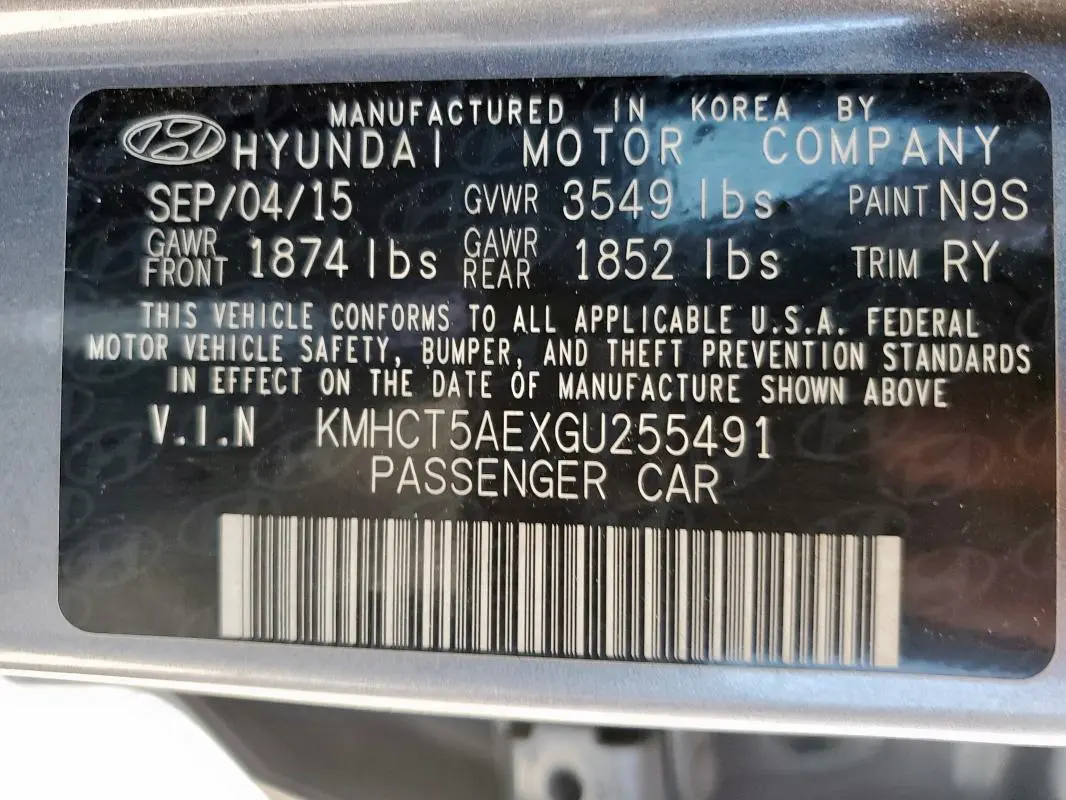 MANUFACTURED IN KOREA BY
HYUNDAI MOTOR COMPANY
SEP/04/15 GVWR 3549 lbs PAINT N9S
GAWR FRONT 1874 lbs GAWR REAR 1852 lbs TRIM RY
THIS VEHICLE CONFORMS TO ALL APPLICABLE U.S.A. FEDERAL
MOTOR VEHICLE SAFETY, BUMPER, AND THEFT PREVENTION STANDARDS
IN EFFECT ON THE DATE OF MANUFACTURE SHOWN ABOVE
V.I.N KMHCT5AEXGU255491
PASSENGER CAR